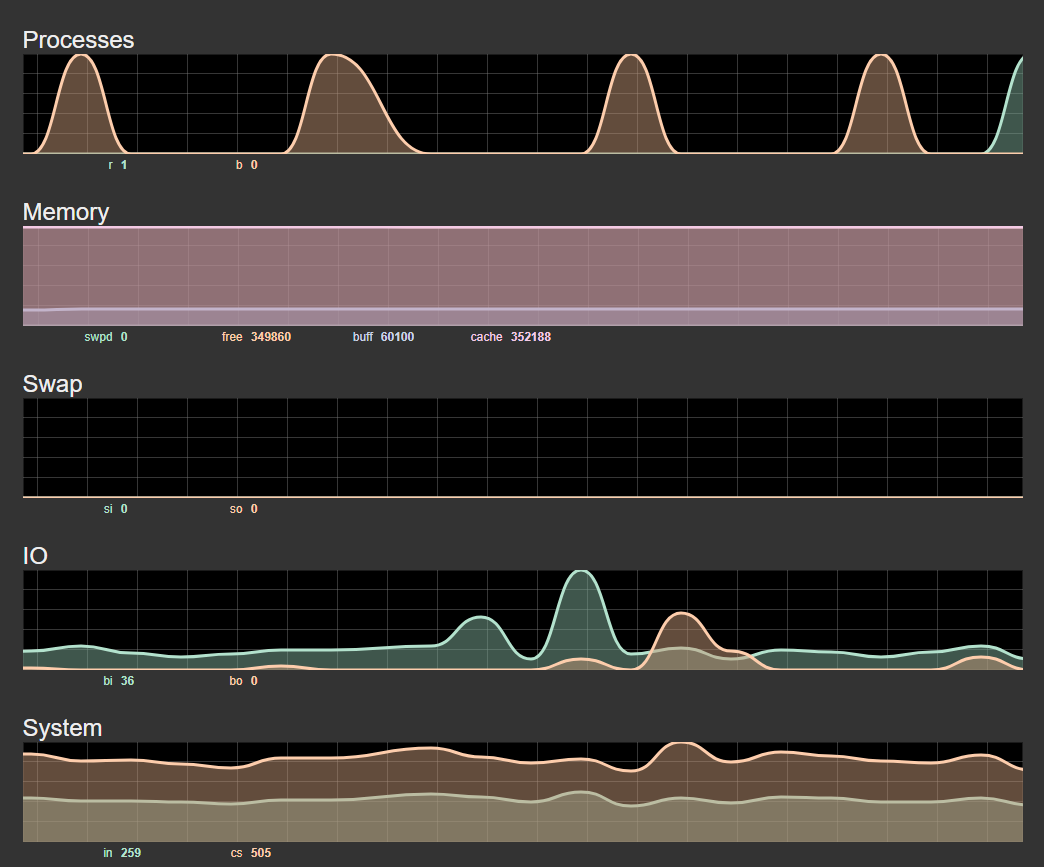 Processes
r 1 b 0
Memory
swpd 0 free 349860 buff 60100 cache 352188
Swap
si 0 so 0
IO
bi 36 bo 0
System
in 259 cs 505